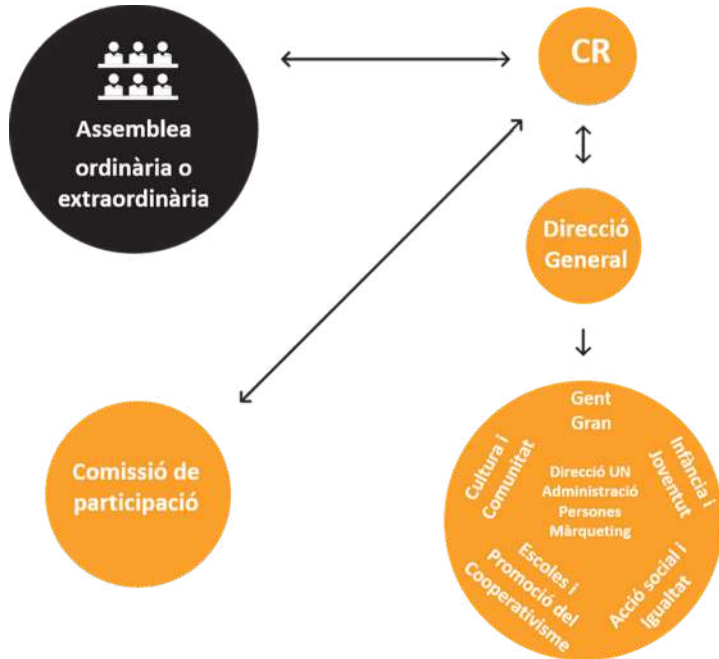 Assemblea
ordinària o
extraordinària
CR
Direcció
General
Comissió de
participació
Gent
Gran
Cultura i
Comunitat
Infància i
Joventut
Direcció UN
Administració
Persones
Màrqueting
Escoles i
Promoció del
Cooperativisme
Acció social i
Igualtat